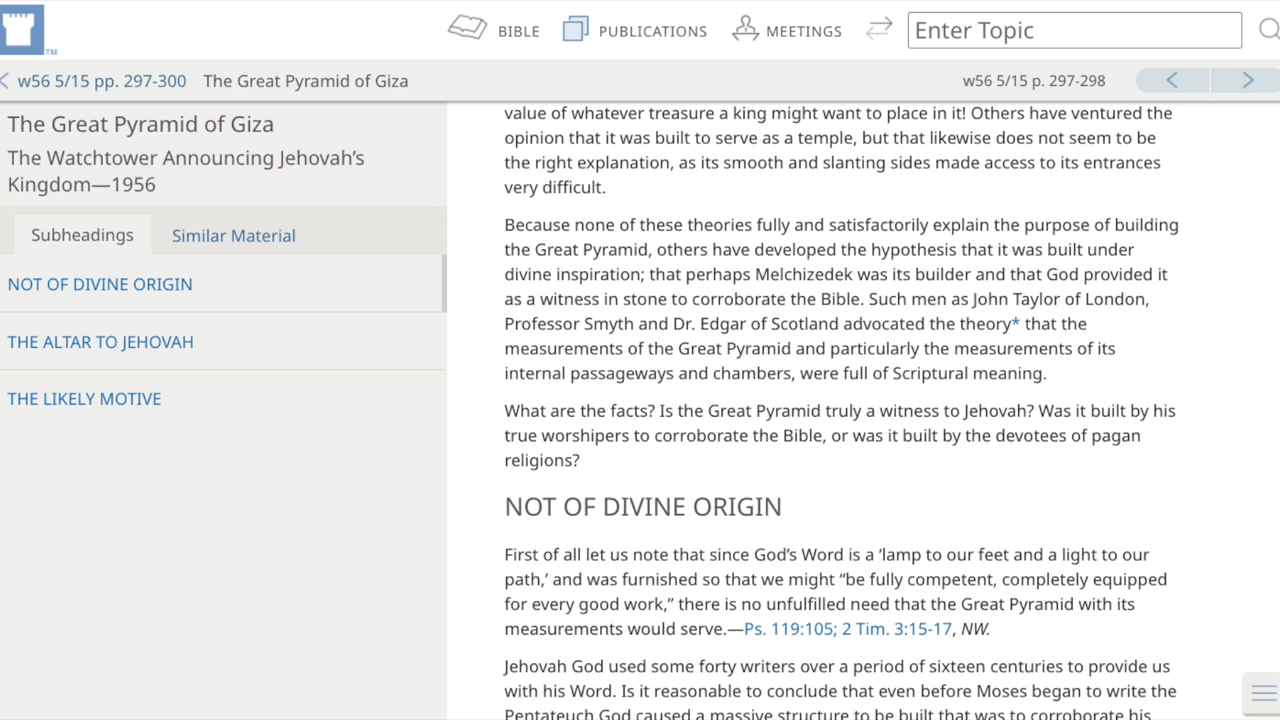 BIBLE PUBLICATIONS MEETINGS Enter Topic
TM
w56 5/15 pp. 297-300 The Great Pyramid of Giza w56 5/15 p. 297-298
The Great Pyramid of Giza
The Watchtower Announcing Jehovah’s
Kingdom—1956
Subheadings Similar Material
NOT OF DIVINE ORIGIN
THE ALTAR TO JEHOVAH
THE LIKELY MOTIVE
value of whatever treasure a king might want to place in it! Others have ventured the
opinion that it was built to serve as a temple, but that likewise does not seem to be
the right explanation, as its smooth and slanting sides made access to its entrances
very difficult.
Because none of these theories fully and satisfactorily explain the purpose of building
the Great Pyramid, others have developed the hypothesis that it was built under
divine inspiration; that perhaps Melchizedek was its builder and that God provided it
as a witness in stone to corroborate the Bible. Such men as John Taylor of London,
Professor Smyth and Dr. Edgar of Scotland advocated the theory* that the
measurements of the Great Pyramid and particularly the measurements of its
internal passageways and chambers, were full of Scriptural meaning.
What are the facts? Is the Great Pyramid truly a witness to Jehovah? Was it built by his
true worshipers to corroborate the Bible, or was it built by the devotees of pagan
religions?
NOT OF DIVINE ORIGIN
First of all let us note that since God’s Word is a ‘lamp to our feet and a light to our
path,’ and was furnished so that we might “be fully competent, completely equipped
for every good work,” there is no unfulfilled need that the Great Pyramid with its
measurements would serve.—Ps. 119:105; 2 Tim. 3:15-17, NW.
Jehovah God used some forty writers over a period of sixteen centuries to provide us
with his Word. Is it reasonable to conclude that even before Moses began to write the
Pentateuch God caused a massive structure to be built that was to corroborate his